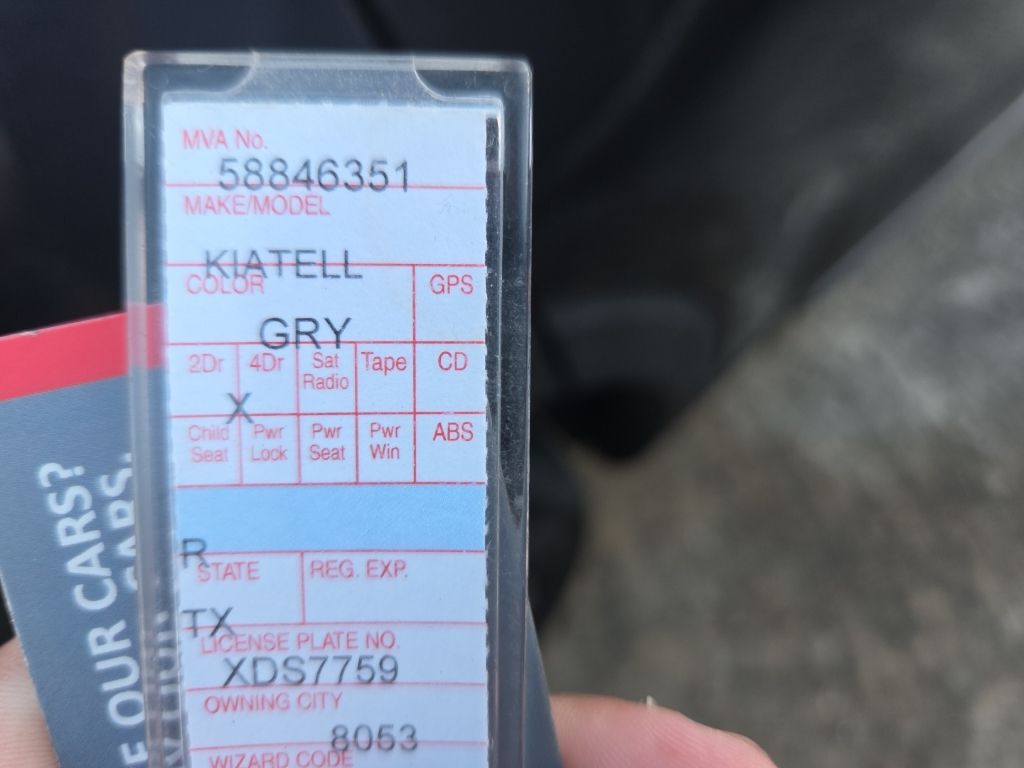 MVA No.
58846351
MAKE/MODEL
KIATELL
COLOR GPS
GRY
2Dr 4Dr Sat Radio Tape CD
X
Child Seat Pwr Lock Pwr Seat Pwr Win ABS
R
STATE REG. EXP.
TX
LICENSE PLATE NO.
XDS7759
OWNING CITY
8053
WIZARD CODE
OUR CARS?
CARS.